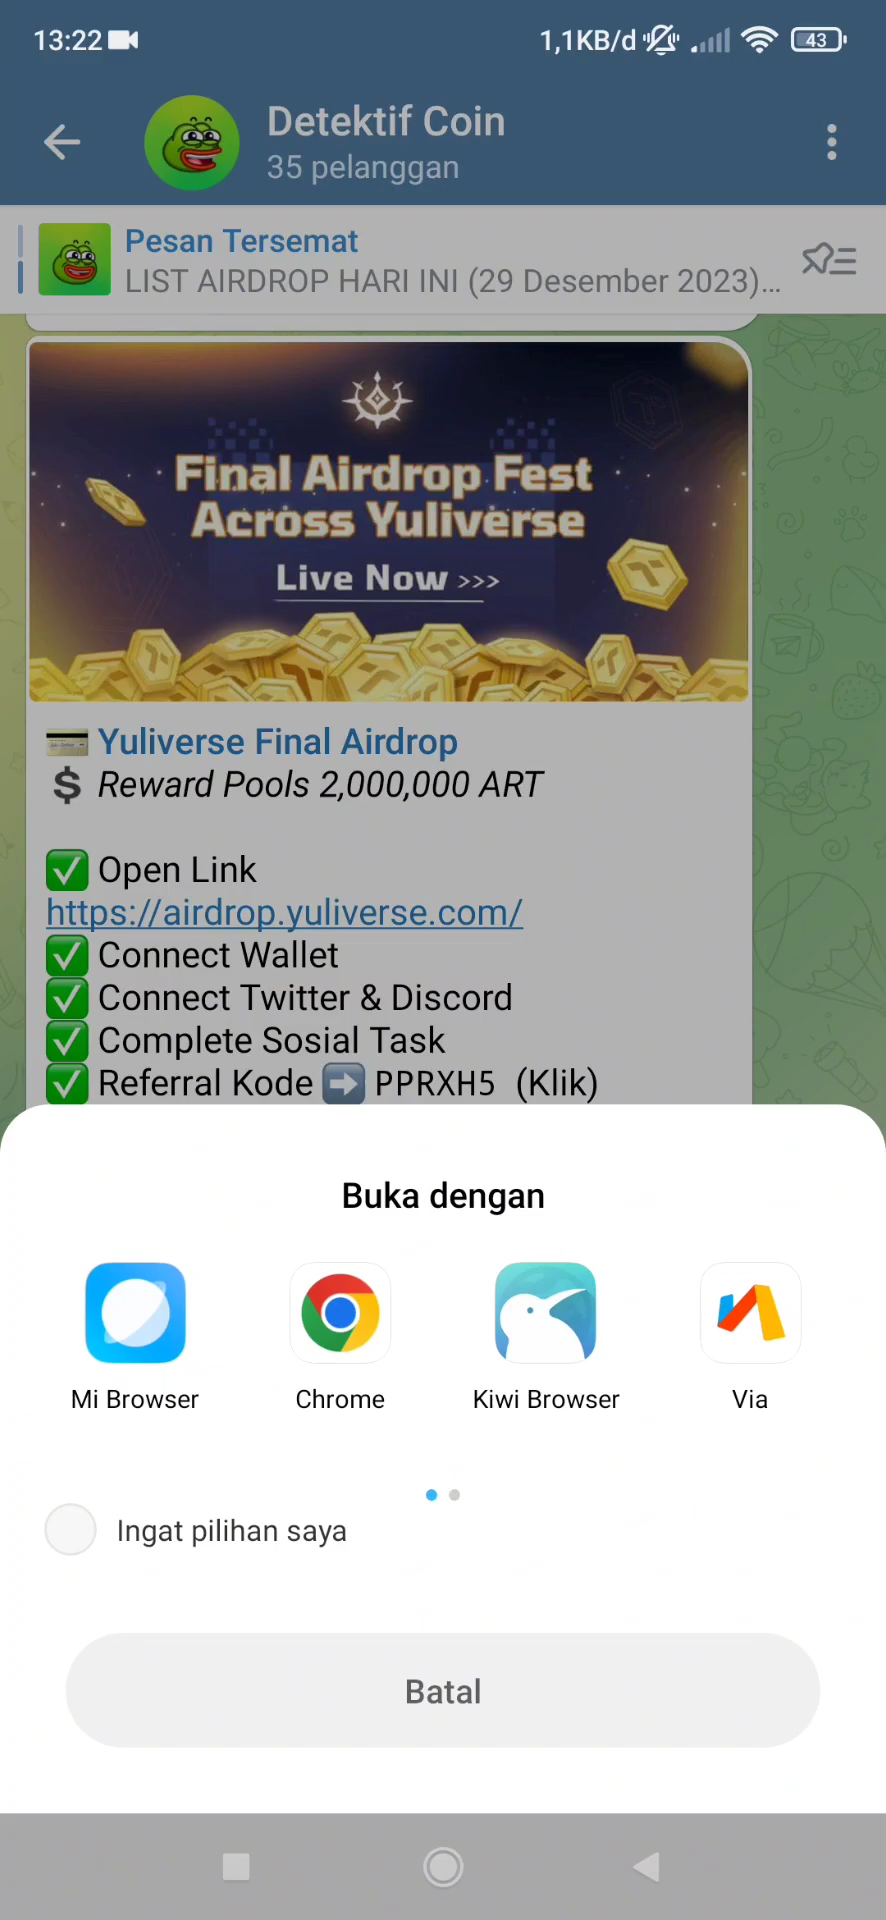 13:22
1,1KB/d
43
Detektif Coin
35 pelanggan
Pesan Tersemat
LIST AIRDROP HARI INI (29 Desember 2023)...
Final Airdrop Fest
Across Yuliverse
Live Now >>>
Yuliverse Final Airdrop
Reward Pools 2,000,000 ART
✅ Open Link
https://airdrop.yuliverse.com/
✅ Connect Wallet
✅ Connect Twitter & Discord
✅ Complete Sosial Task
✅ Referral Kode ➡️ PPRXH5 (Klik)
Buka dengan
Mi Browser
Chrome
Kiwi Browser
Via
Ingat pilihan saya
Batal